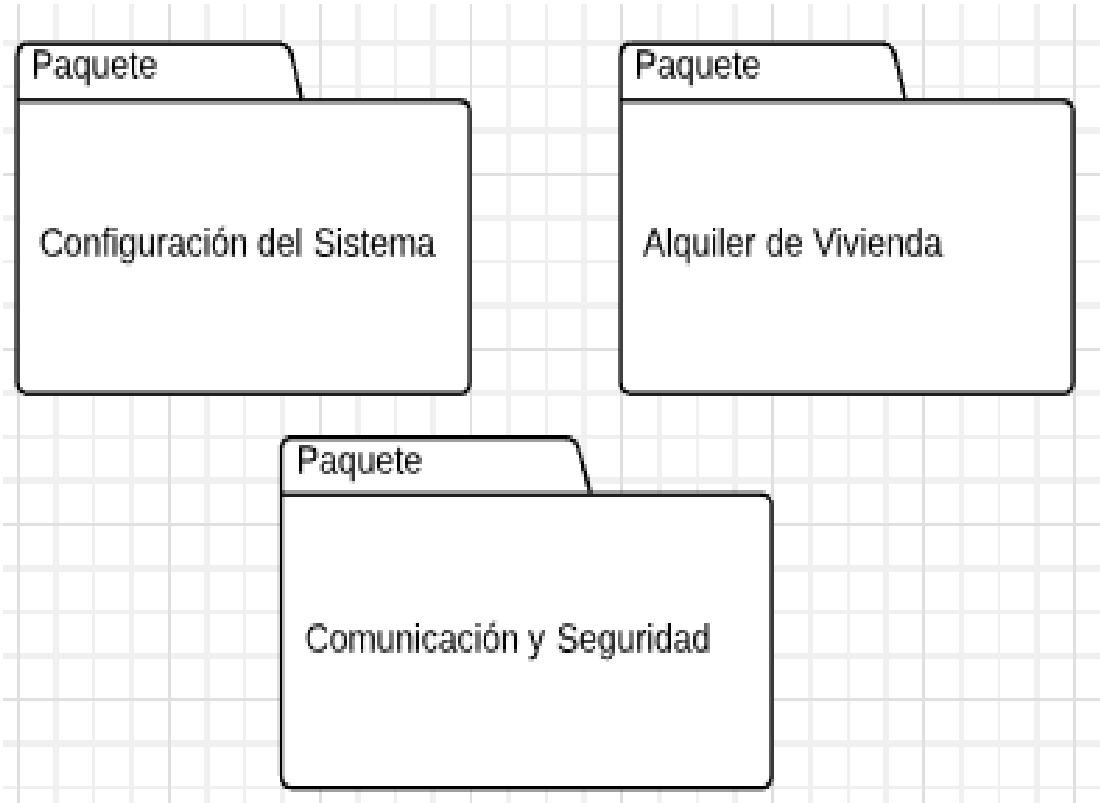 Paquete
Configuración del Sistema
Paquete
Alquiler de Vivienda
Paquete
Comunicación y Seguridad